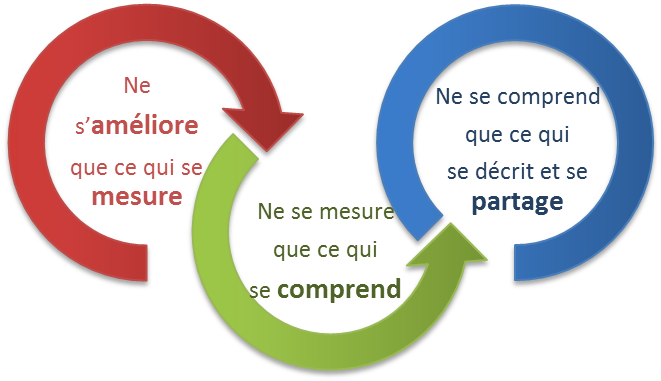 Ne
s’améliore
que ce qui se
mesure
Ne se mesure
que ce qui
se comprend
Ne se comprend
que ce qui
se décrit et se
partage